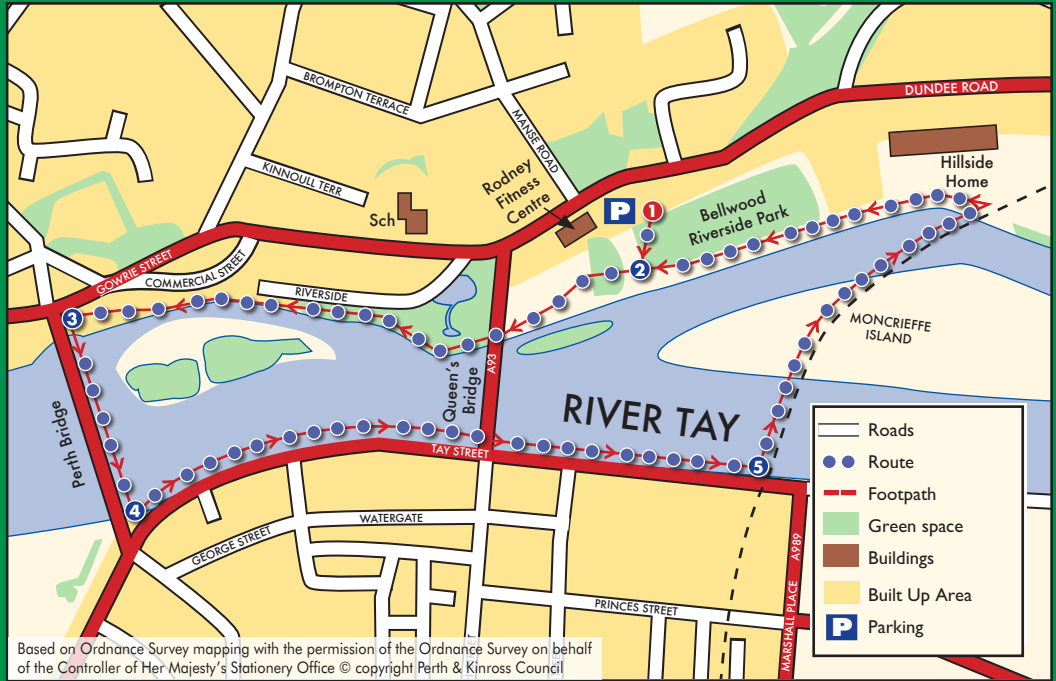 BROMPTON TERRACE
MANSE ROAD
DUNDEE ROAD
KINNOULL TERR
Sch
Rodney
Fitness
Centre
P
1
Bellwood
Riverside Park
Hillside
Home
2
GOWRIE STREET
COMMERCIAL STREET
RIVERSIDE
3
A93
Queen's
Bridge
MONCRIEFFE
ISLAND
Perth Bridge
RIVER TAY
TAY STREET
4
5
WATERGATE
GEORGE STREET
PRINCES STREET
A989
MARSHALL PLACE
Roads
Route
Footpath
Green space
Buildings
Built Up Area
P Parking
Based on Ordnance Survey mapping with the permission of the Ordnance Survey on behalf
of the Controller of Her Majesty's Stationery Office © copyright Perth & Kinross Council